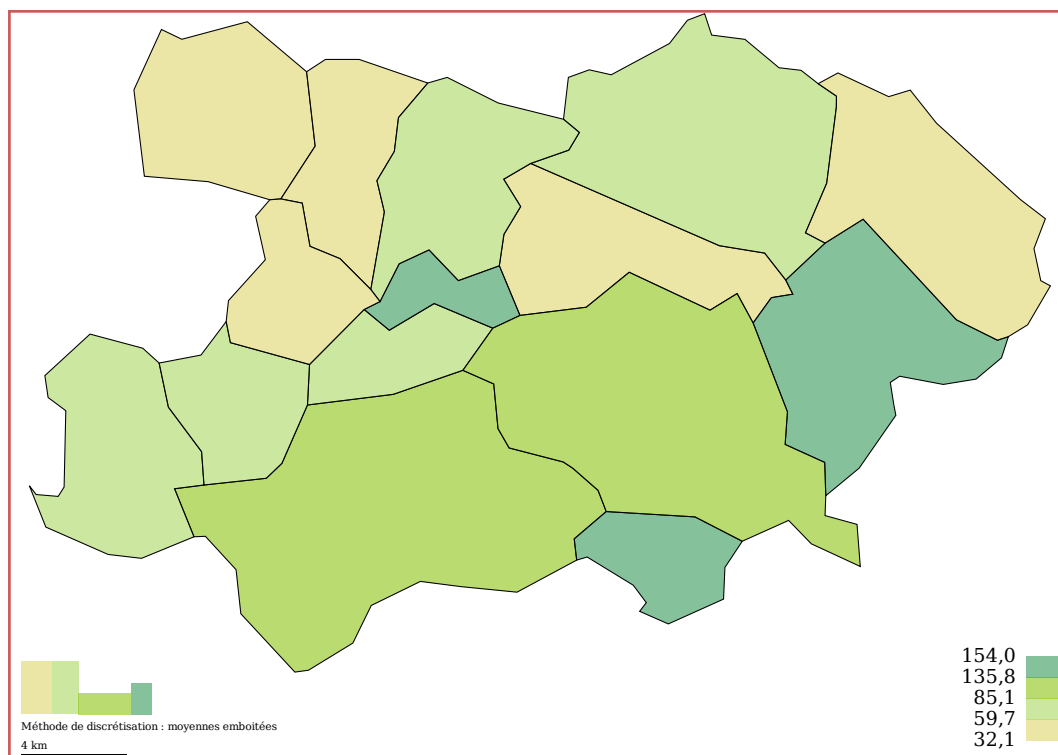 154,0
135,8
85,1
59,7
32,1
Méthode de discrétisation : moyennes emboitées
4 km